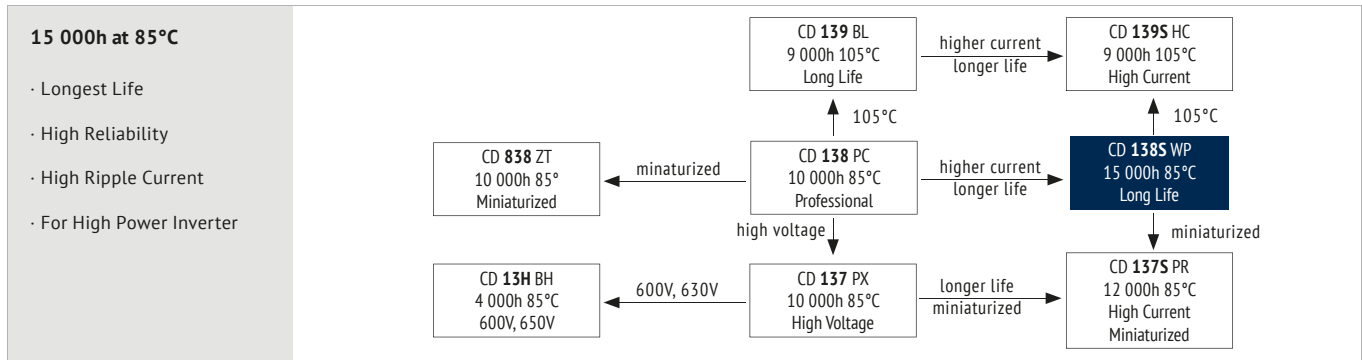 15 000h at 85°C
· Longest Life
· High Reliability
· High Ripple Current
· For High Power Inverter
CD 139 BL
9 000h 105°C
Long Life
higher current
longer life
CD 139S HC
9 000h 105°C
High Current
105°C
105°C
CD 838 ZT
10 000h 85°
Miniaturized
minaturized
CD 138 PC
10 000h 85°C
Professional
higher current
longer life
CD 138S WP
15 000h 85°C
Long Life
high voltage
miniaturized
CD 13H BH
4 000h 85°C
600V, 650V
600V, 630V
CD 137 PX
10 000h 85°C
High Voltage
longer life
miniaturized
CD 137S PR
12 000h 85°C
High Current
Miniaturized